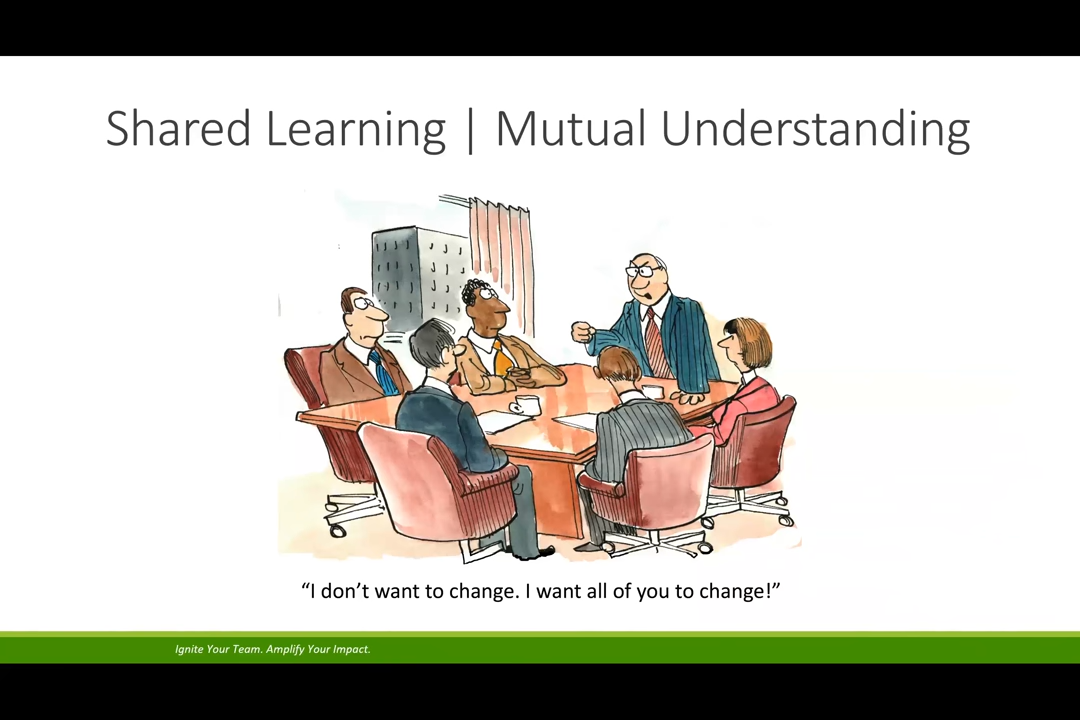 Shared Learning | Mutual Understanding
“I don’t want to change. I want all of you to change!”
Ignite Your Team. Amplify Your Impact.